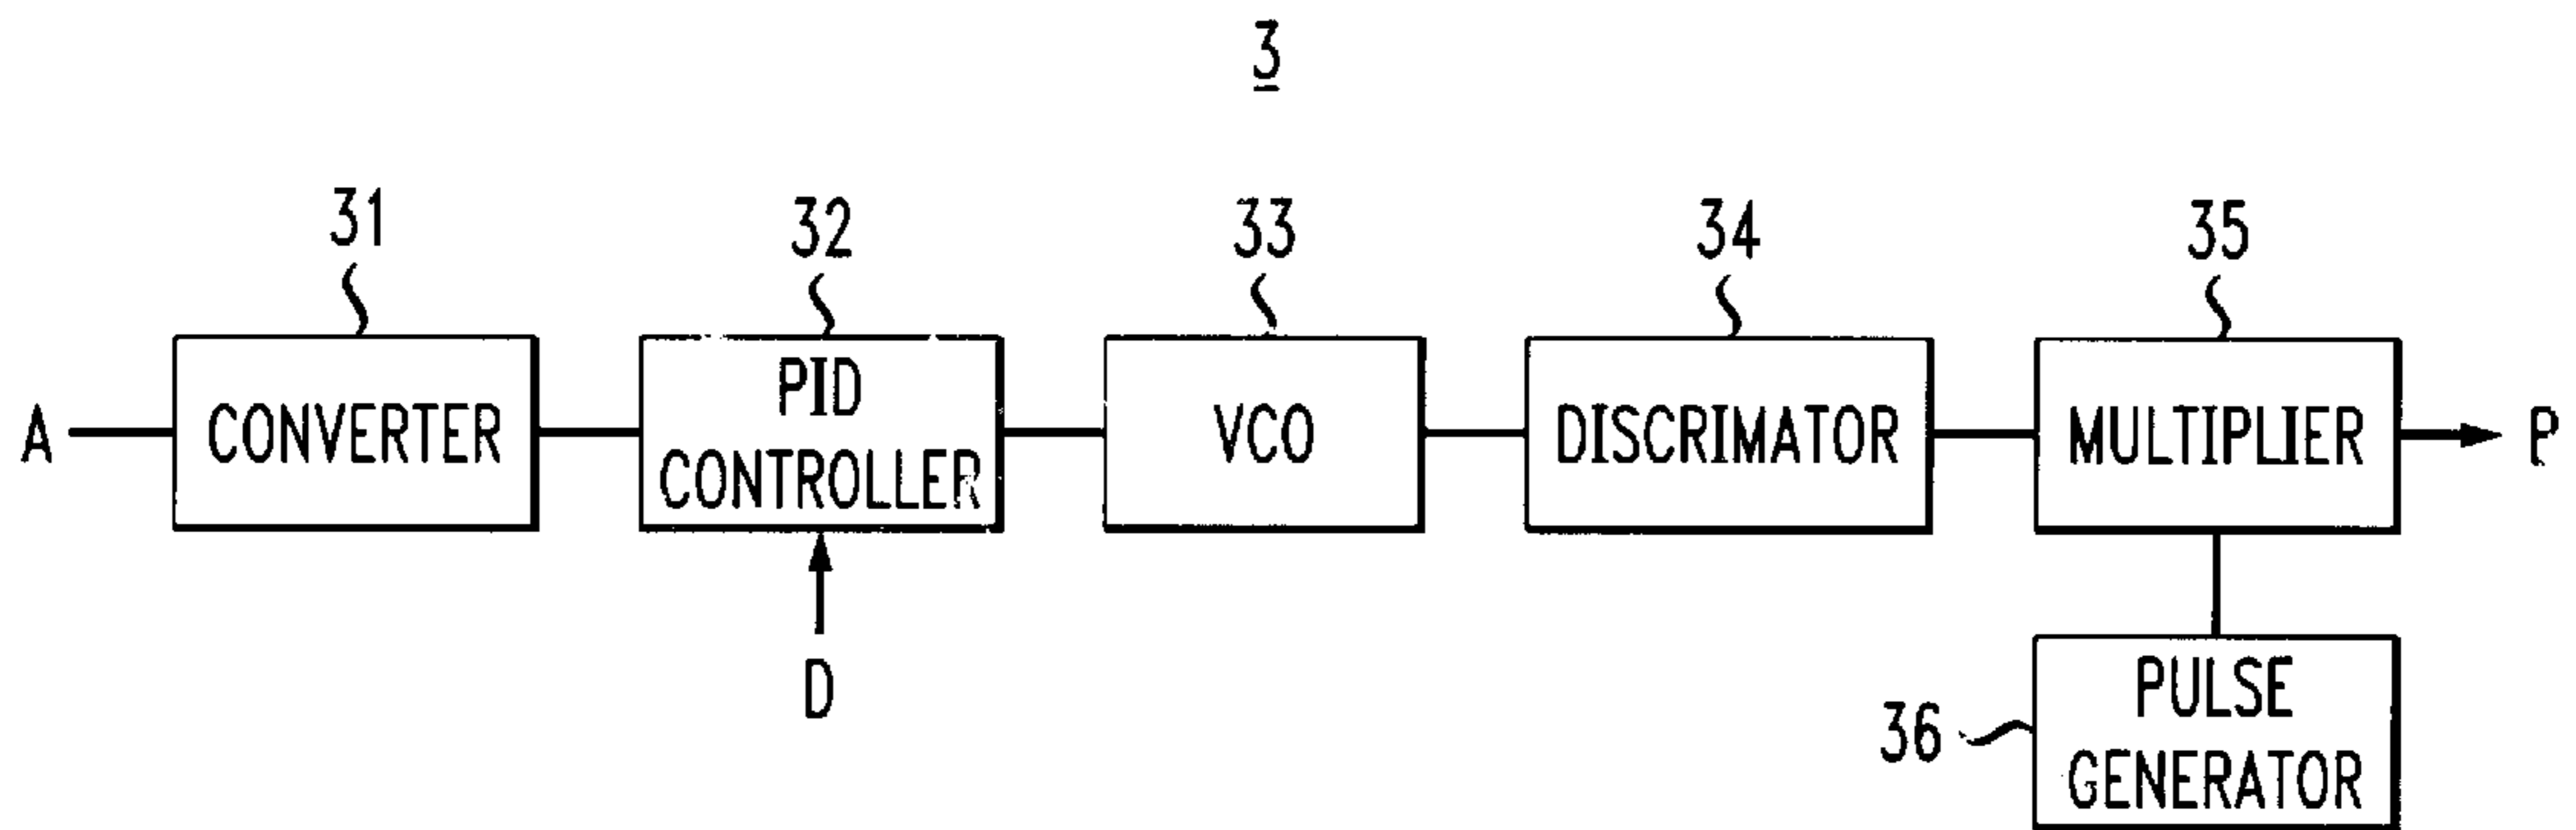 3
31
32
33
34
35
A
CONVERTER
PID
CONTROLLER
VCO
DISCRIMATOR
MULTIPLIER
P
D
36
PULSE
GENERATOR